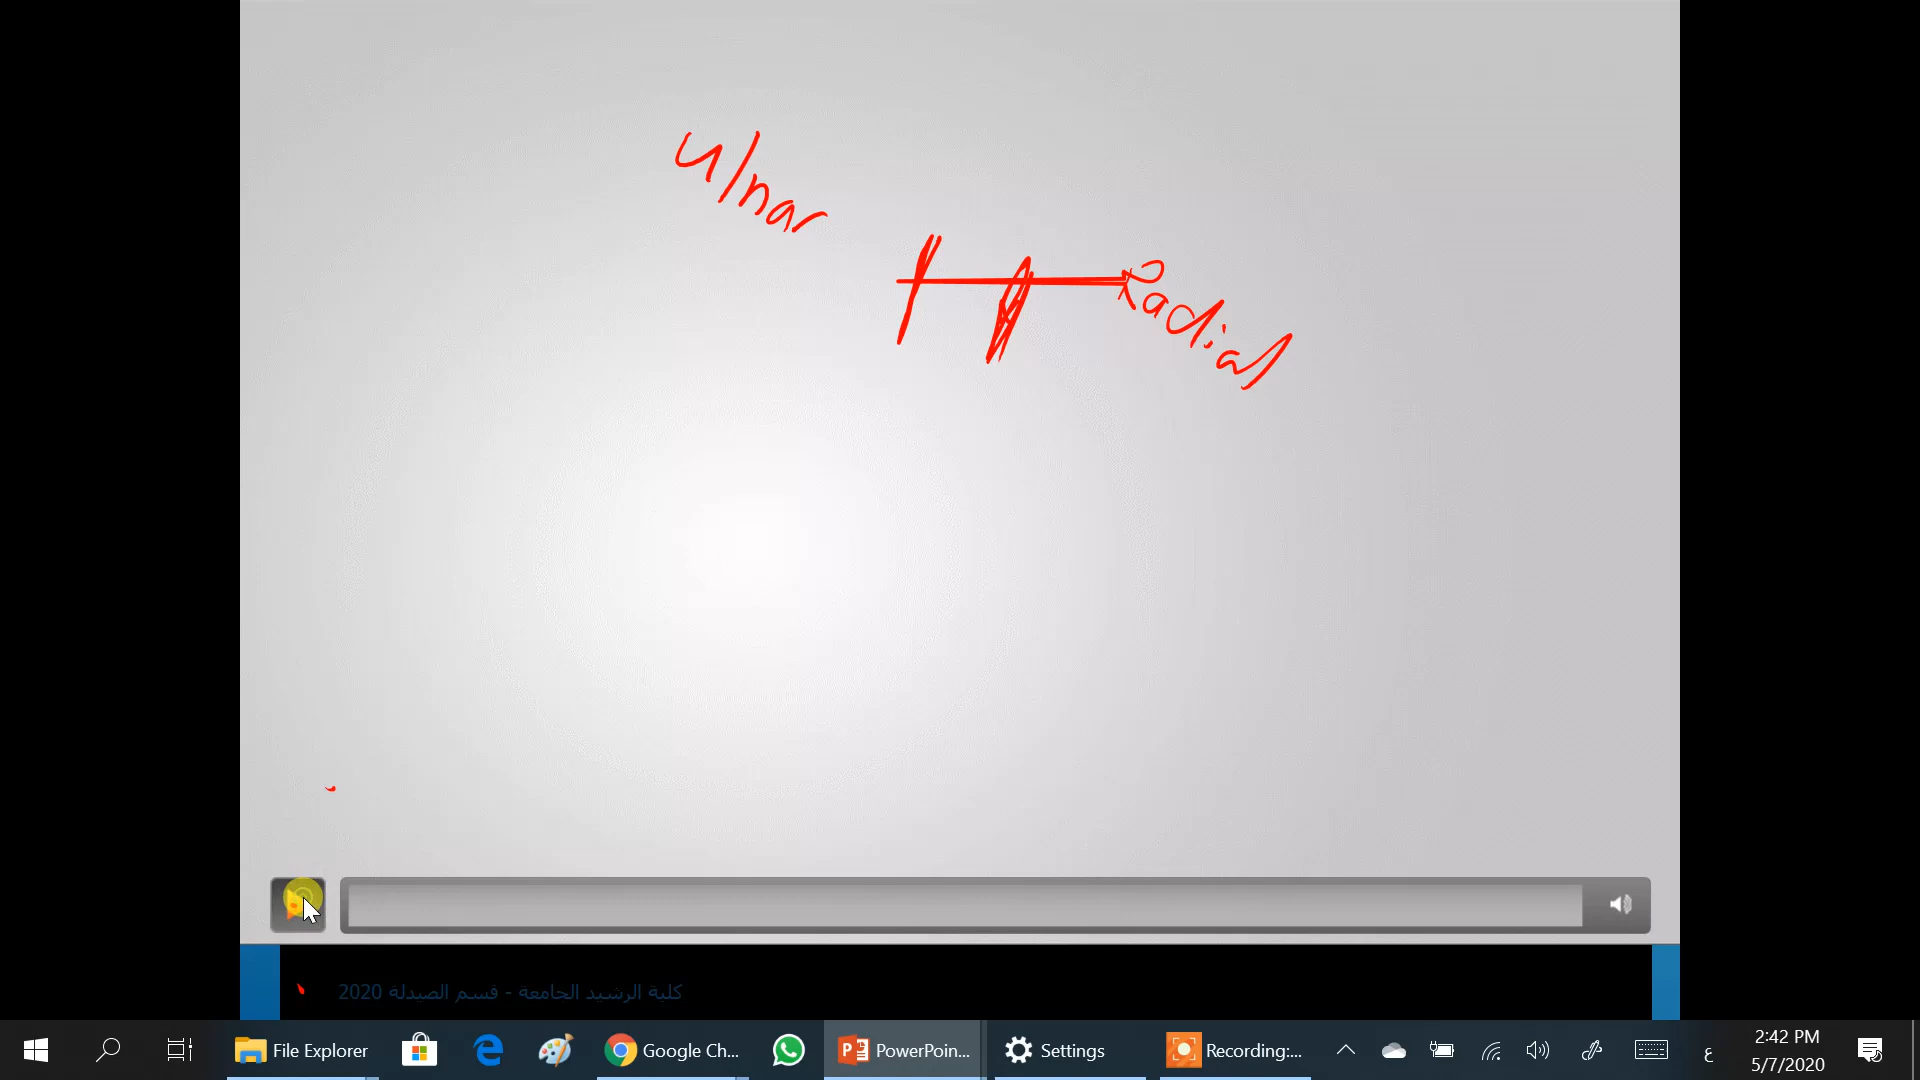 Ulnar
Radial
كلية الرشيد الجامعة - قسم الصيدلة 2020
File Explorer
Google Ch...
PowerPoin...
Settings
Recording:...
ع
2:42 PM
5/7/2020